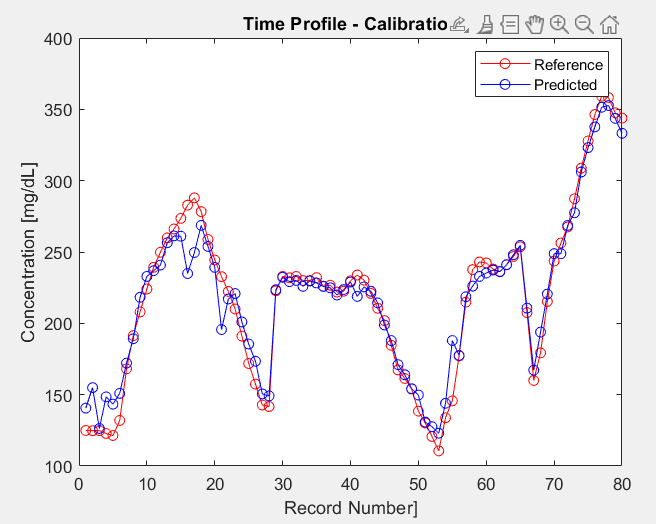 Time Profile - Calibratio
400
350
300
250
200
150
100
0 10 20 30 40 50 60 70 80
Concentration [mg/dL]
Record Number]
Reference
Predicted